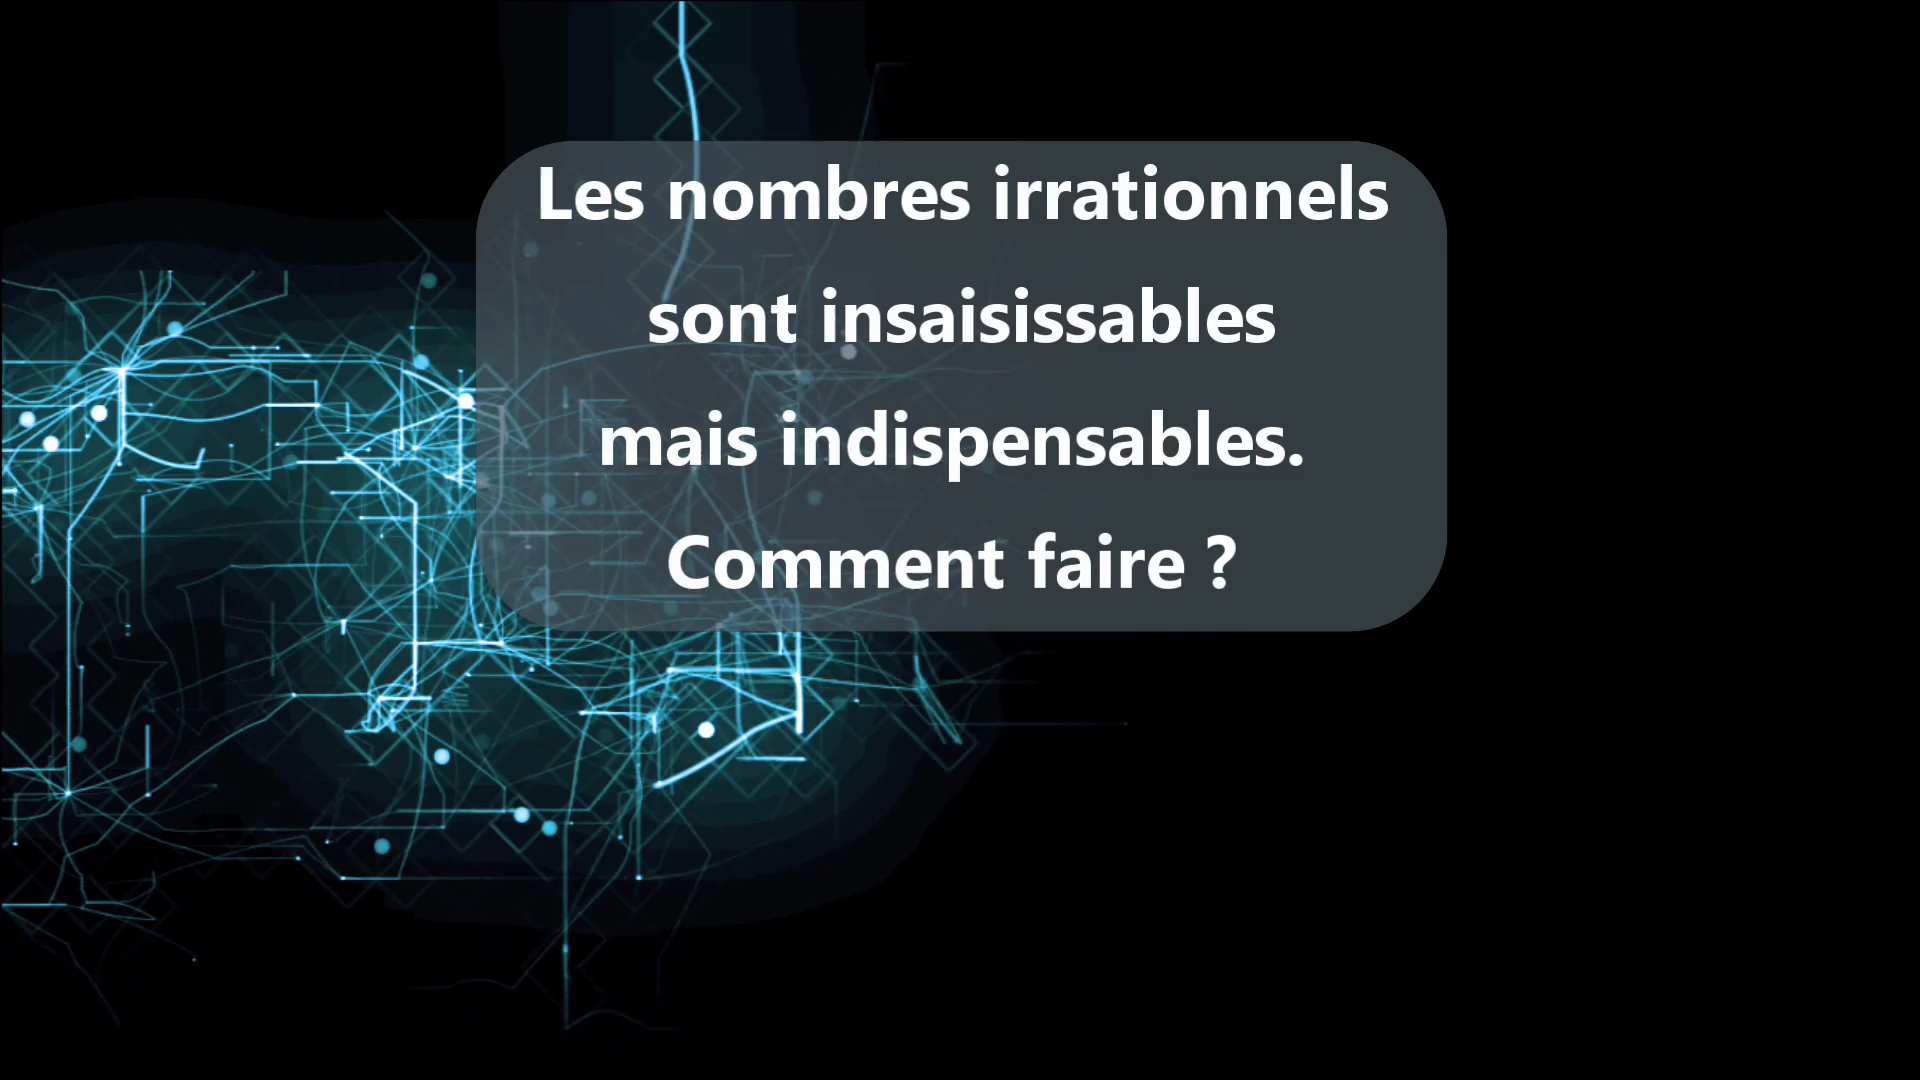 Les nombres irrationnels
sont insaisissables
mais indispensables.
Comment faire ?